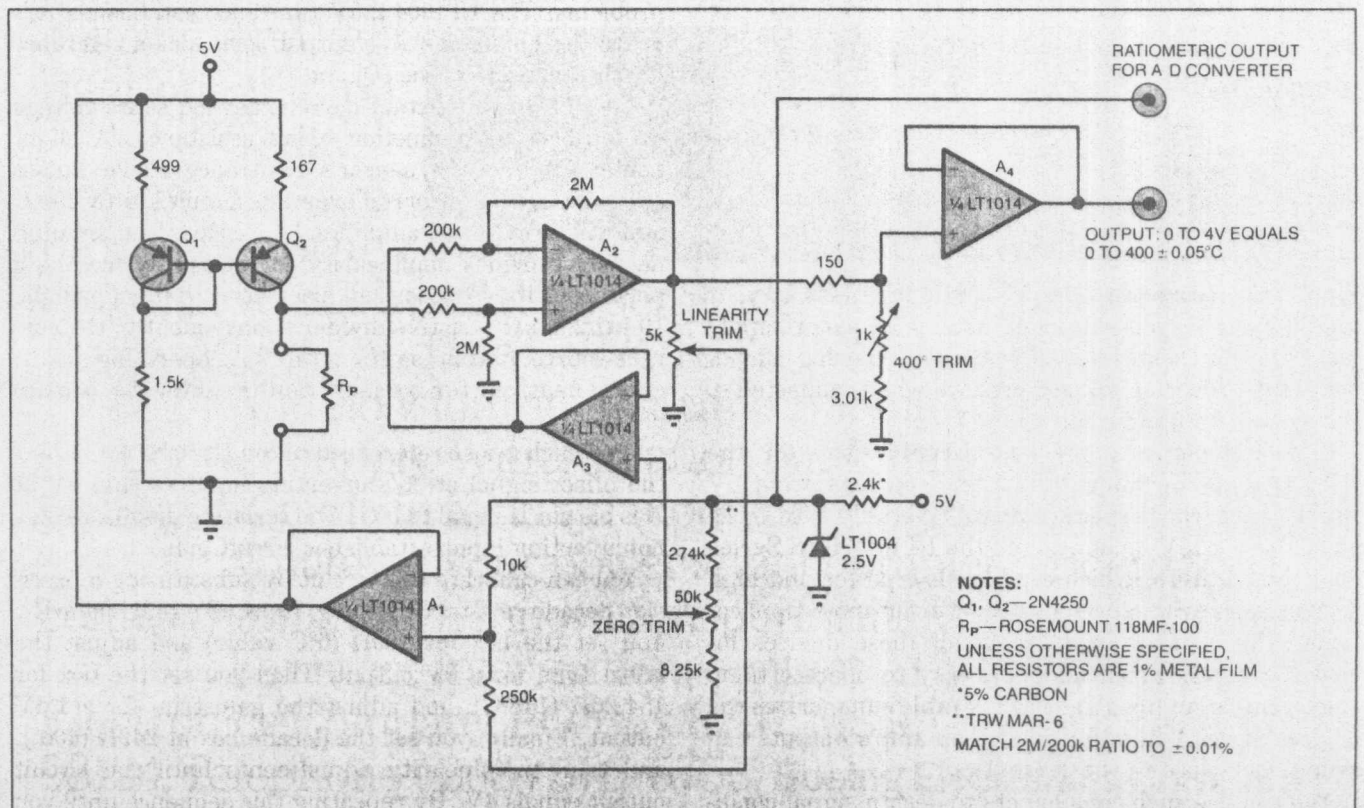 5V
RATIOMETRIC OUTPUT
FOR A D CONVERTER
499
167
2M
A4
¼ LT1014
Q1
Q2
200k
A2
¼ LT1014
150
OUTPUT: 0 TO 4V EQUALS
0 TO 400 ± 0.05°C
200k
LINEARITY
TRIM
5k
1k
400° TRIM
2M
1.5k
RP
3.01k
¼ LT1014
A3
2.4k*
**
5V
LT1004
2.5V
10k
274k
¼ LT1014
A1
50k
ZERO TRIM
8.25k
250k
NOTES:
Q1, Q2—2N4250
RP—ROSEMOUNT 118MF-100
UNLESS OTHERWISE SPECIFIED,
ALL RESISTORS ARE 1% METAL FILM
*5% CARBON
**TRW MAR-6
MATCH 2M/200k RATIO TO ±0.01%